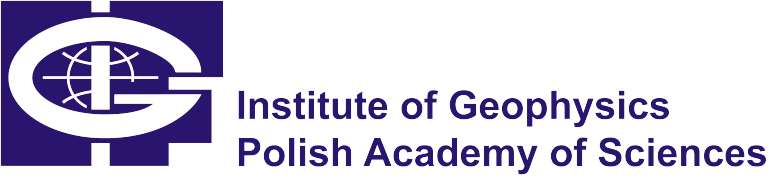 Institute of Geophysics
Polish Academy of Sciences